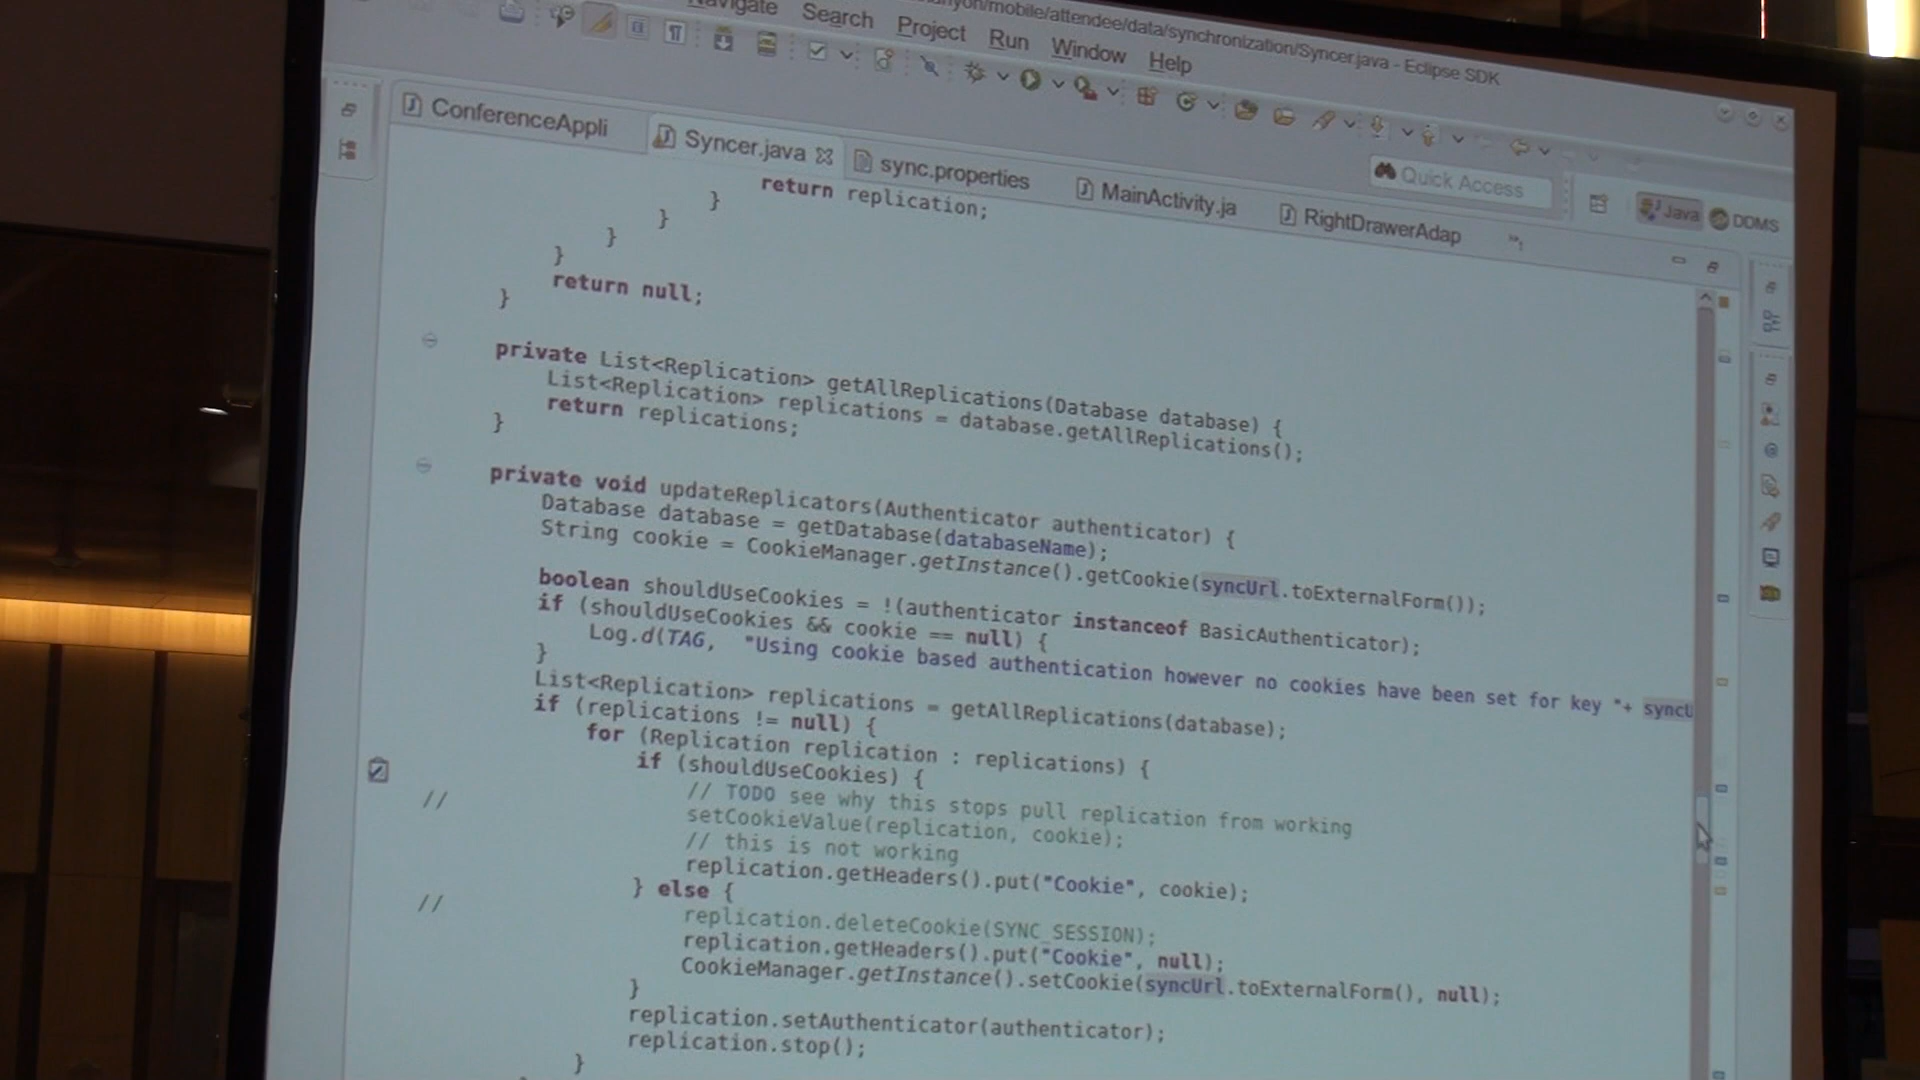 mobile/attendee/data/synchronization/Syncer.java - Eclipse SDK
Navigate Search Project Run Window Help
Quick Access
Java DDMS
ConferenceAppli Syncer.java sync.properties MainActivity.ja RightDrawerAdap
return replication;
}
}
}
}
return null;
}
private List<Replication> getAllReplications(Database database) {
List<Replication> replications = database.getAllReplications();
return replications;
}
private void updateReplicators(Authenticator authenticator) {
Database database = getDatabase(databaseName);
String cookie = CookieManager.getInstance().getCookie(syncUrl.toExternalForm());
boolean shouldUseCookies = !(authenticator instanceof BasicAuthenticator);
if (shouldUseCookies && cookie == null) {
Log.d(TAG, "Using cookie based authentication however no cookies have been set for key "+ syncU
}
List<Replication> replications = getAllReplications(database);
if (replications != null) {
for (Replication replication : replications) {
if (shouldUseCookies) {
// TODO see why this stops pull replication from working
// setCookieValue(replication, cookie);
// this is not working
replication.getHeaders().put("Cookie", cookie);
} else {
// replication.deleteCookie(SYNC_SESSION);
replication.getHeaders().put("Cookie", null);
CookieManager.getInstance().setCookie(syncUrl.toExternalForm(), null);
}
replication.setAuthenticator(authenticator);
replication.stop();
}